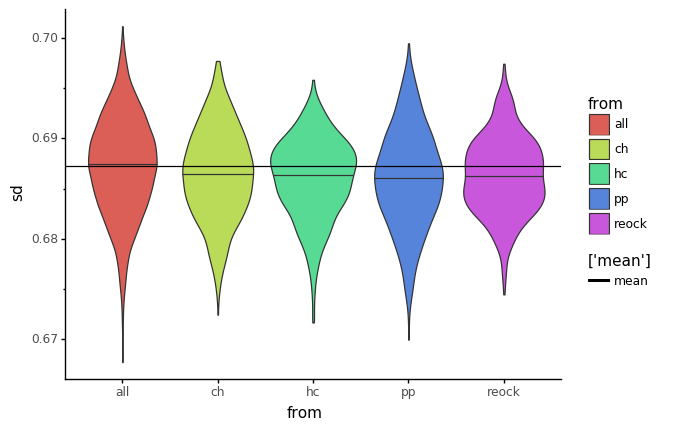 0.70
0.69
0.68
0.67
sd
all
ch
hc
pp
reock
from
from
all
ch
hc
pp
reock
['mean']
mean